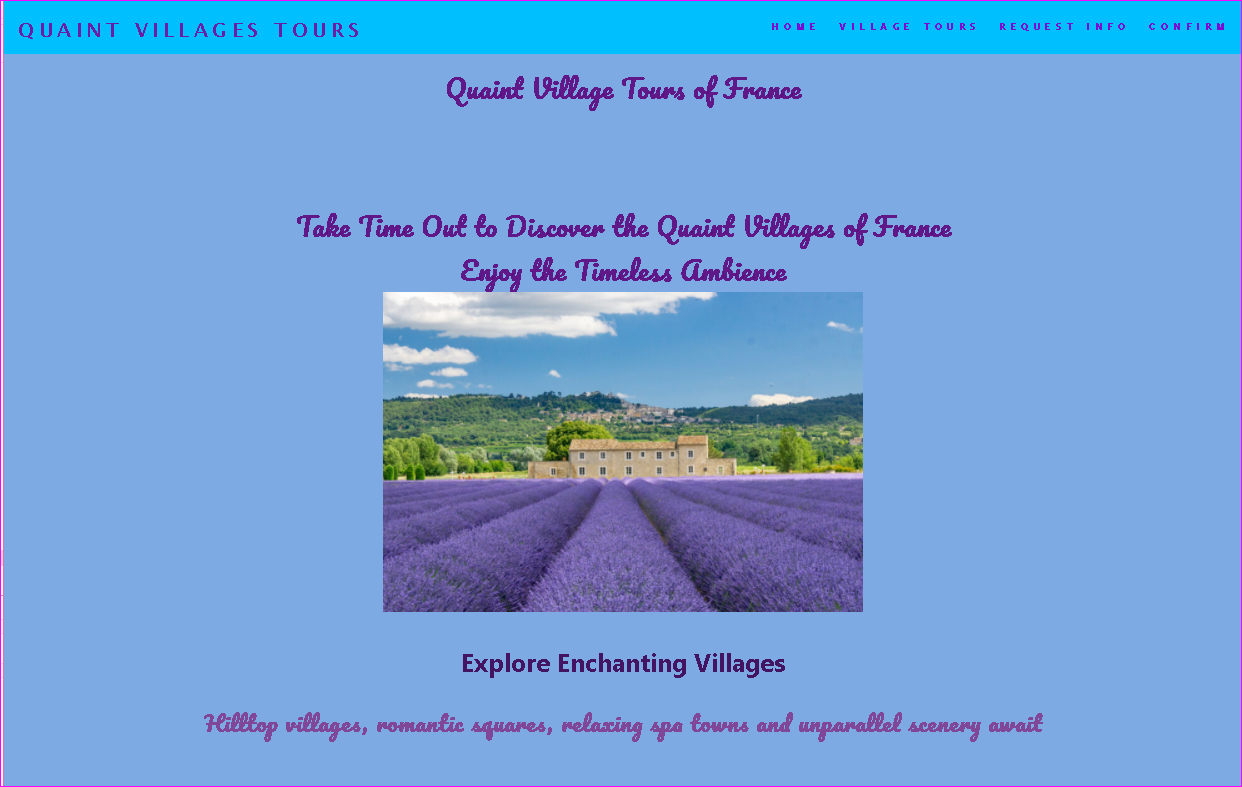 QUAINT VILLAGES TOURS
HOME VILLAGE TOURS REQUEST INFO CONFIRM
Quaint Village Tours of France
Take Time Out to Discover the Quaint Villages of France
Enjoy the Timeless Ambience
Explore Enchanting Villages
Hilltop villages, romantic squares, relaxing spa towns and unparallel scenery await